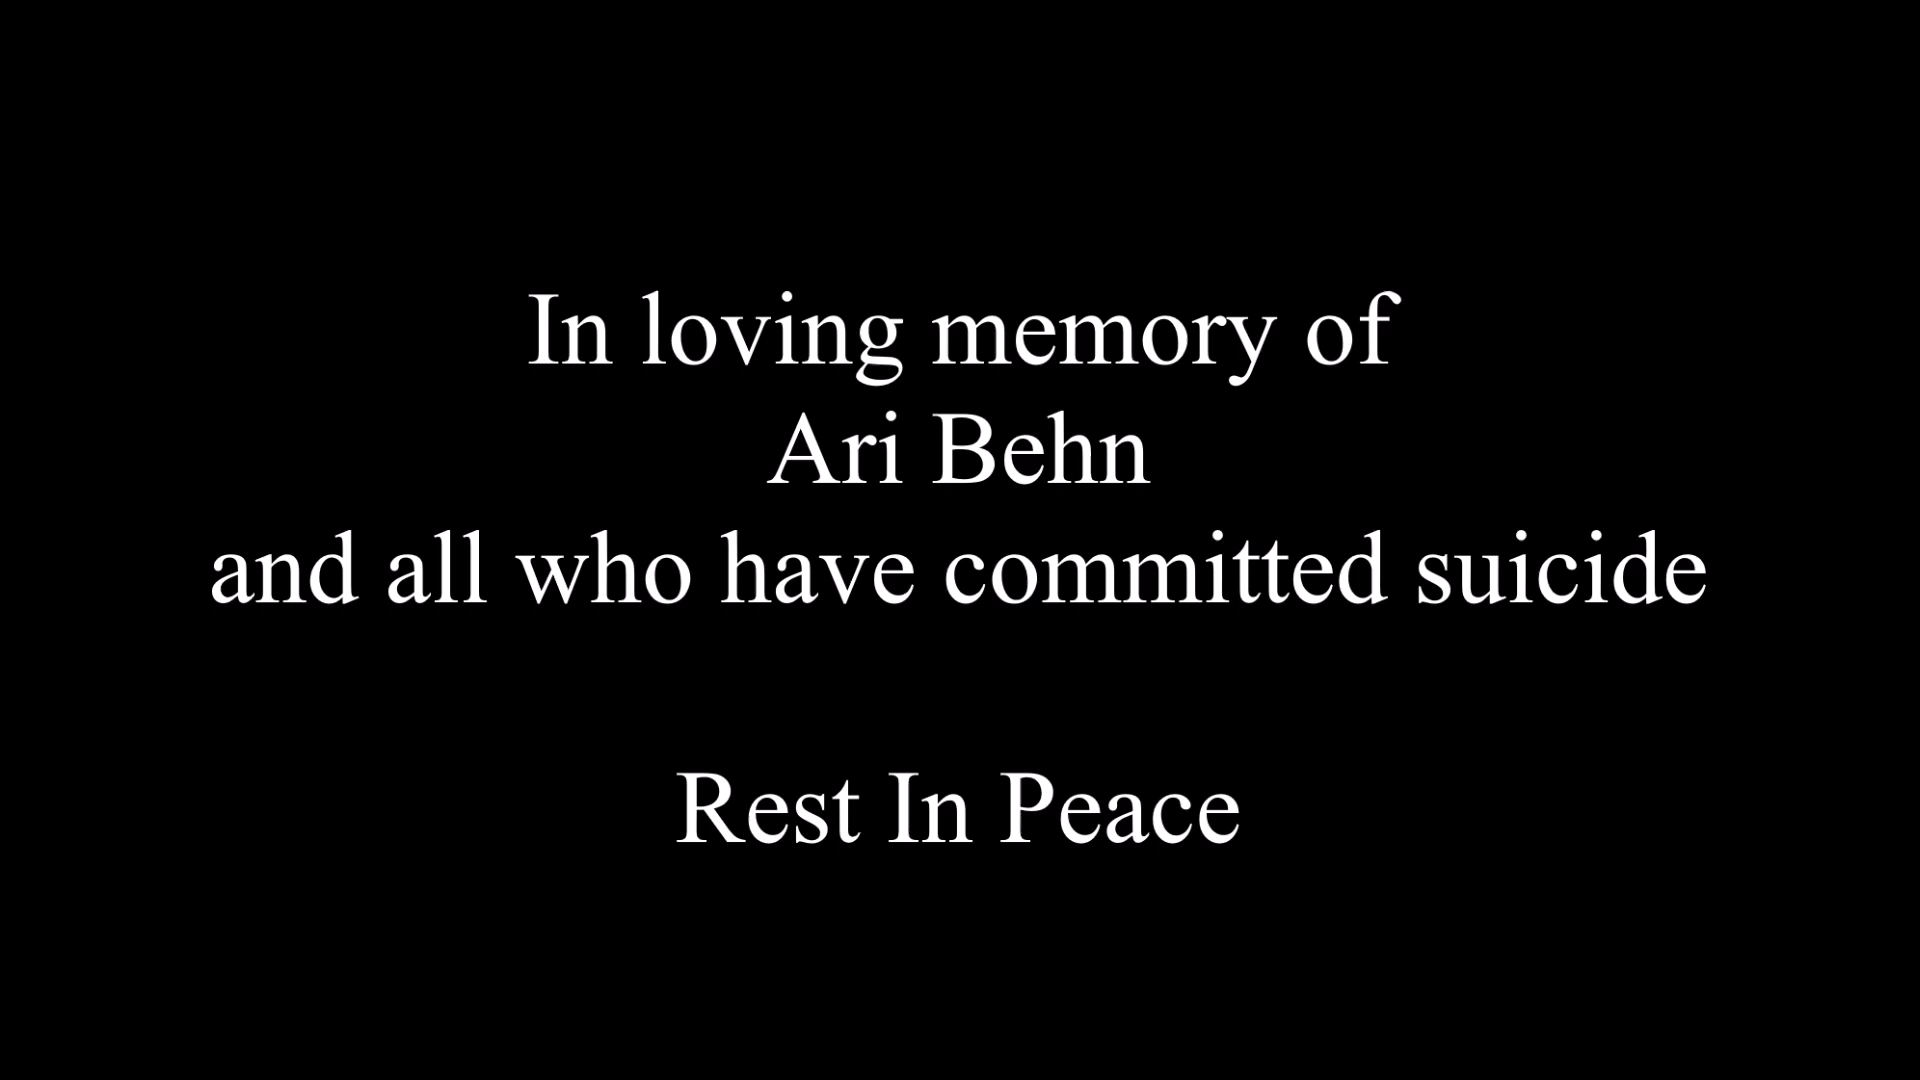 In loving memory of
Ari Behn
and all who have committed suicide
Rest In Peace